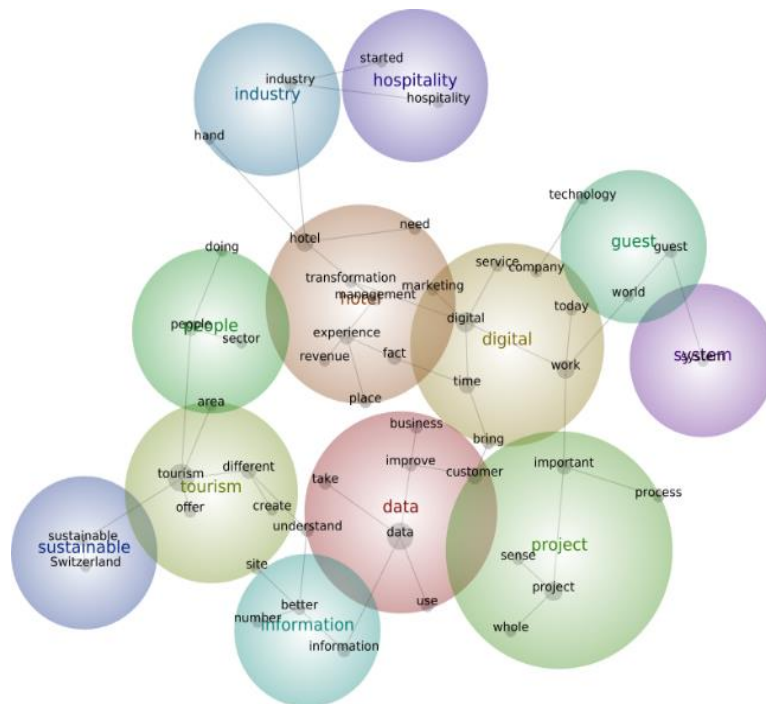 started
industry
hospitality
industry
hospitality
hand
technology
need
hotel
guest
guest
doing
service
company
transformation
marketing
management
world
hotel
today
digital
people
people
experience
digital
sector
fact
system
system
revenue
work
time
area
place
business
bring
improve
important
different
customer
tourism
take
tourism
data
process
create
offer
understand
data
sustainable
project
sustainable
sense
Switzerland
site
project
use
better
number
information
whole
information